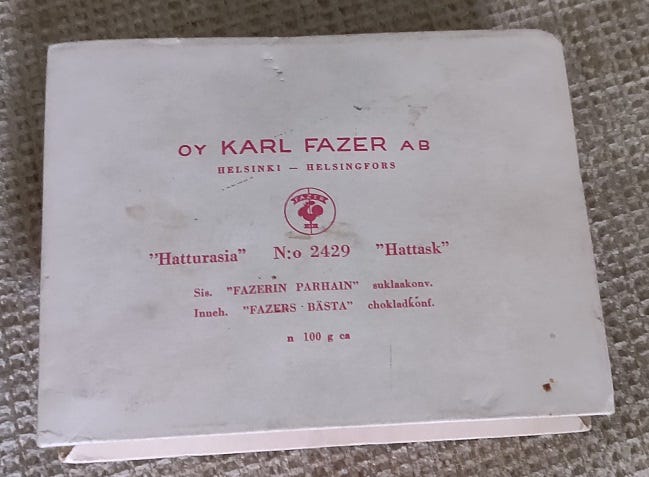 OY KARL FAZER AB
HELSINKI — HELSINGFORS
FAZER
"Hatturasia" N:o 2429 "Hattask"
Sis. "FAZERIN PARHAIN" suklaakonv.
Inneh. "FAZERS BÄSTA" chokladkonf.
n 100 g ca